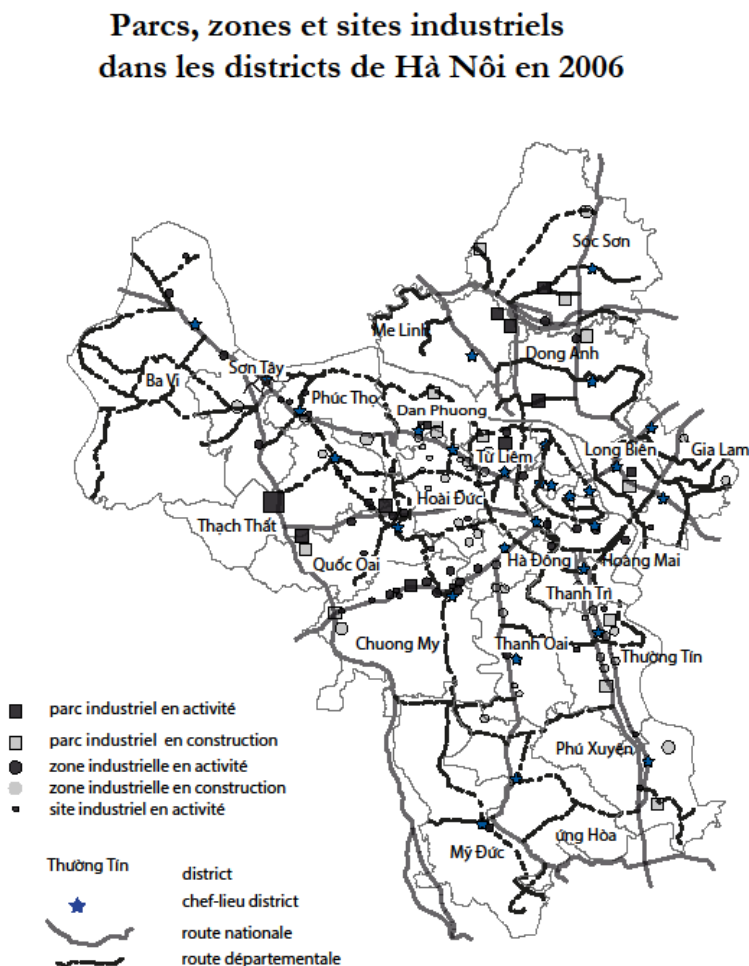 Parcs, zones et sites industriels
dans les districts de Hà Nôi en 2006
Sóc Sơn
Me Linh
Dong Anh
Sơn Tây
Ba Vi
Phúc Thọ
Dan Phuong
Từ Liêm
Long Biên
Gia Lam
Hoài Đức
Thạch Thất
Quốc Oai
Hà Đông
Hoàng Mai
Thanh Trì
Chuong My
Thanh Oai
Thường Tín
Phú Xuyên
ứng Hòa
Mỹ Đức
parc industriel en activité
parc industriel en construction
zone industrielle en activité
zone industrielle en construction
site industriel en activité
Thường Tín
district
chef-lieu district
route nationale
route départementale